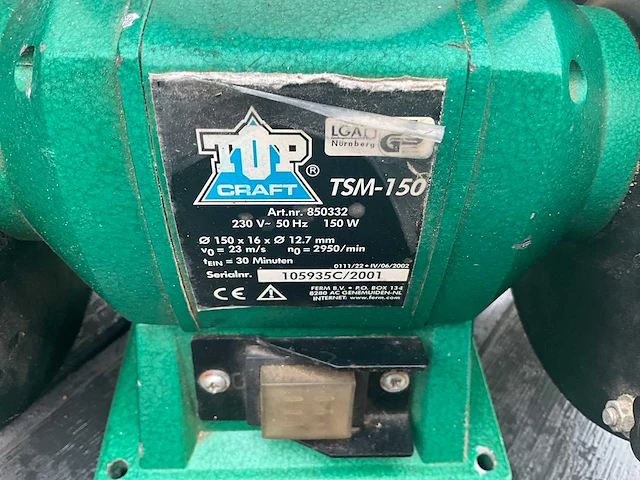 LGA
Nürnberg
GS
TOP
CRAFT ®
TSM-150
Art.nr. 850332
230 V~ 50 Hz 150 W
Ø 150 x 16 x Ø 12.7 mm
v0 = 23 m/s n0 = 2950/min
tEIN = 30 Minuten
0111/22 • IV/06/2002
Serialnr. 105935C/2001
CE
FERM B.V. • P.O. BOX 134
8280 AC GENEMUIDEN-NL
INTERNET: www.ferm.com